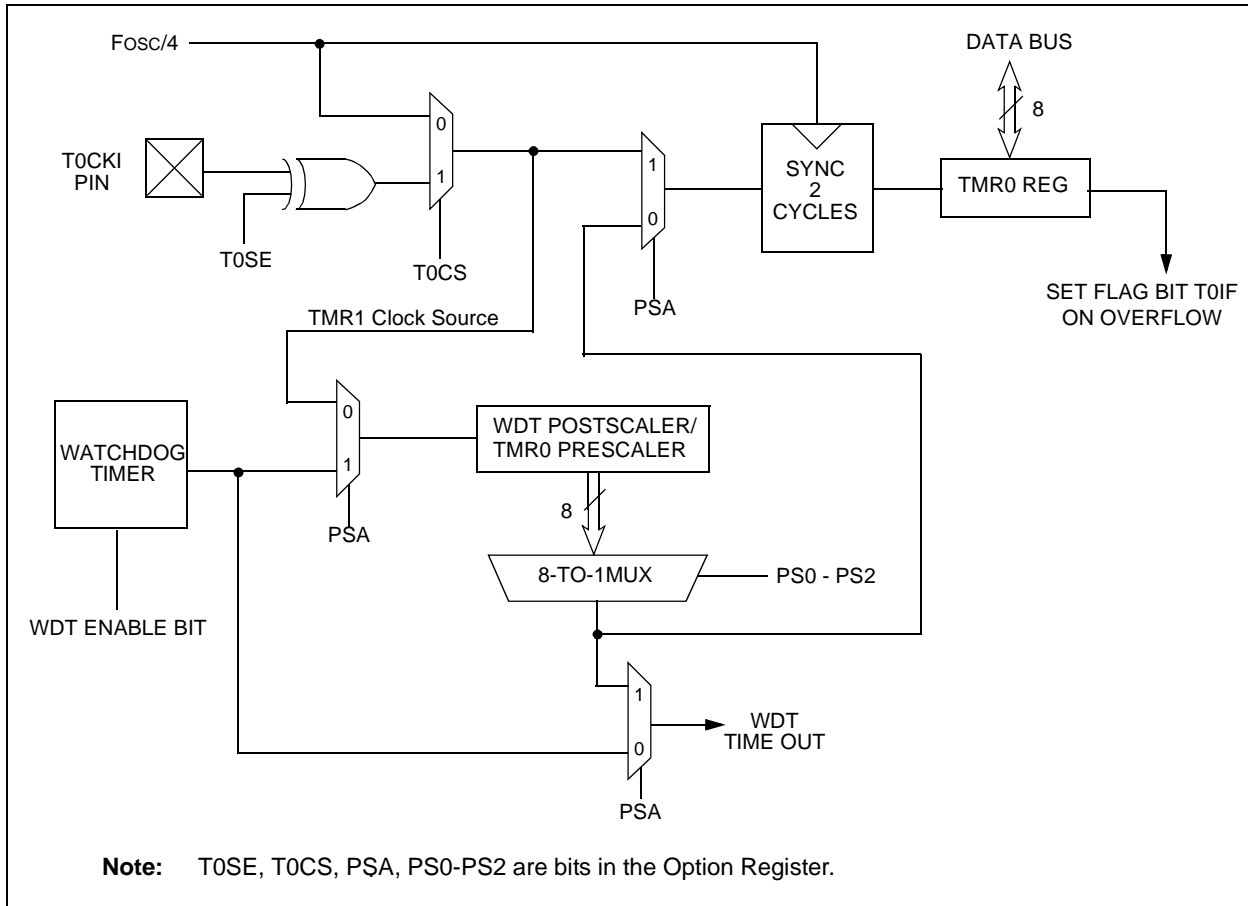 FOSC/4
DATA BUS
8
0
1
T0CKI
PIN
T0SE
T0CS
1
0
PSA
SYNC
2
CYCLES
TMR0 REG
SET FLAG BIT T0IF
ON OVERFLOW
TMR1 Clock Source
WATCHDOG
TIMER
WDT ENABLE BIT
0
1
PSA
WDT POSTSCALER/
TMR0 PRESCALER
8
8-TO-1MUX
PS0 - PS2
1
0
PSA
WDT
TIME OUT
Note: T0SE, T0CS, PSA, PS0-PS2 are bits in the Option Register.